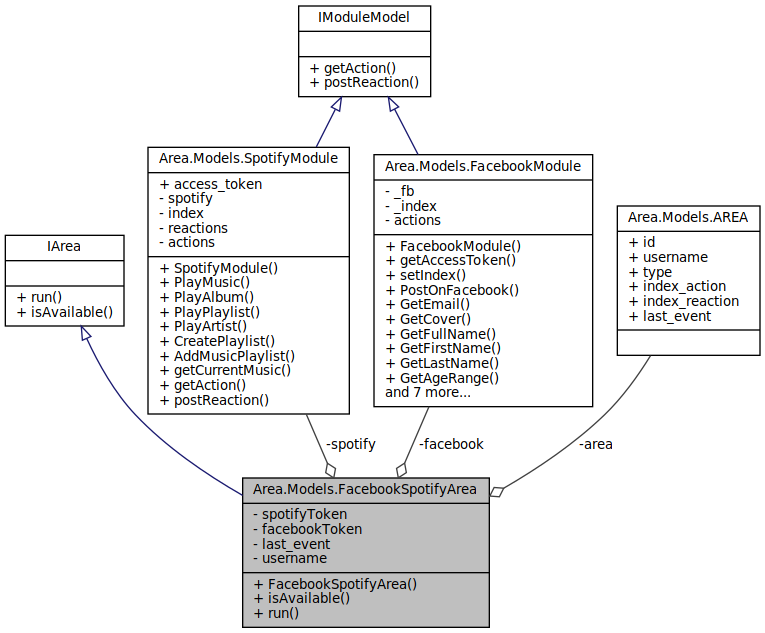 IModuleModel
+ getAction()
+ postReaction()
Area.Models.SpotifyModule
+ access_token
- spotify
- index
- reactions
- actions
+ SpotifyModule()
+ PlayMusic()
+ PlayAlbum()
+ PlayPlaylist()
+ PlayArtist()
+ CreatePlaylist()
+ AddMusicPlaylist()
+ getCurrentMusic()
+ getAction()
+ postReaction()
Area.Models.FacebookModule
- _fb
- _index
- actions
+ FacebookModule()
+ getAccessToken()
+ setIndex()
+ PostOnFacebook()
+ GetEmail()
+ GetCover()
+ GetFullName()
+ GetFirstName()
+ GetLastName()
+ GetAgeRange()
and 7 more...
Area.Models.AREA
+ id
+ username
+ type
+ index_action
+ index_reaction
+ last_event
IArea
+ run()
+ isAvailable()
-spotify
-facebook
-area
Area.Models.FacebookSpotifyArea
- spotifyToken
- facebookToken
- last_event
- username
+ FacebookSpotifyArea()
+ isAvailable()
+ run()